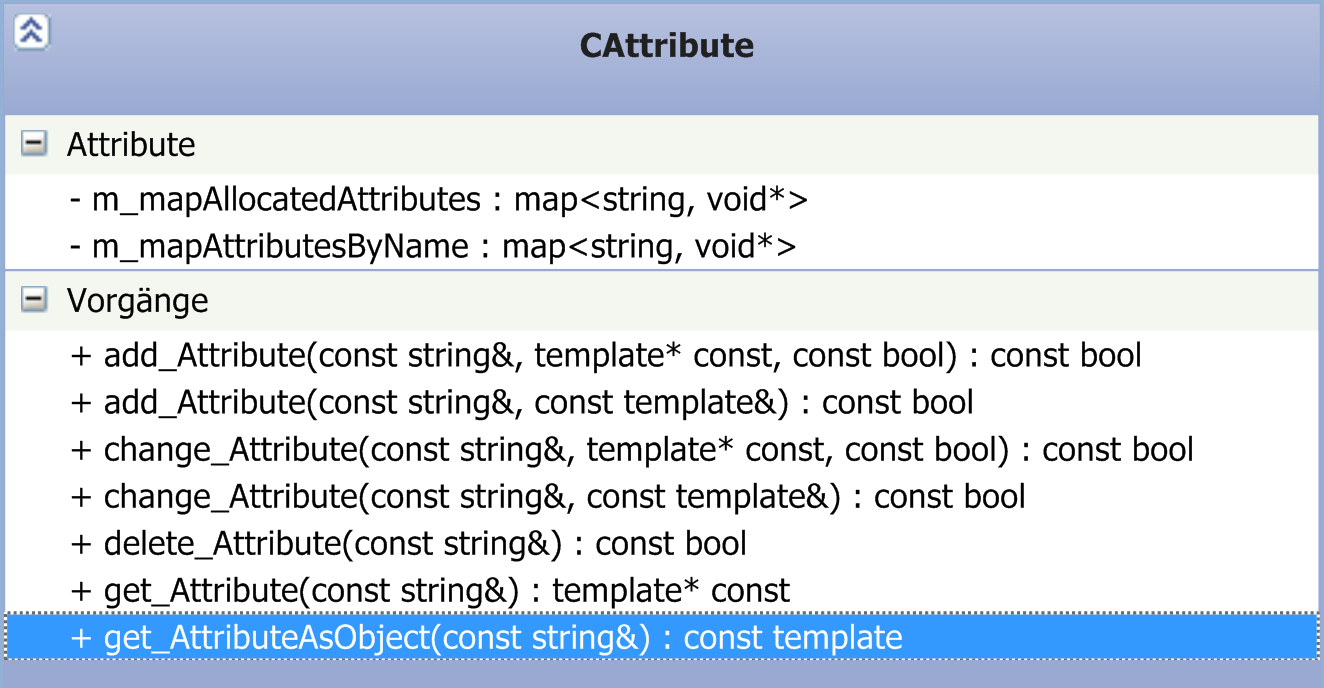 CAttribute
Attribute
- m_mapAllocatedAttributes : map<string, void*>
- m_mapAttributesByName : map<string, void*>
Vorgänge
+ add_Attribute(const string&, template* const, const bool) : const bool
+ add_Attribute(const string&, const template&) : const bool
+ change_Attribute(const string&, template* const, const bool) : const bool
+ change_Attribute(const string&, const template&) : const bool
+ delete_Attribute(const string&) : const bool
+ get_Attribute(const string&) : template* const
+ get_AttributeAsObject(const string&) : const template